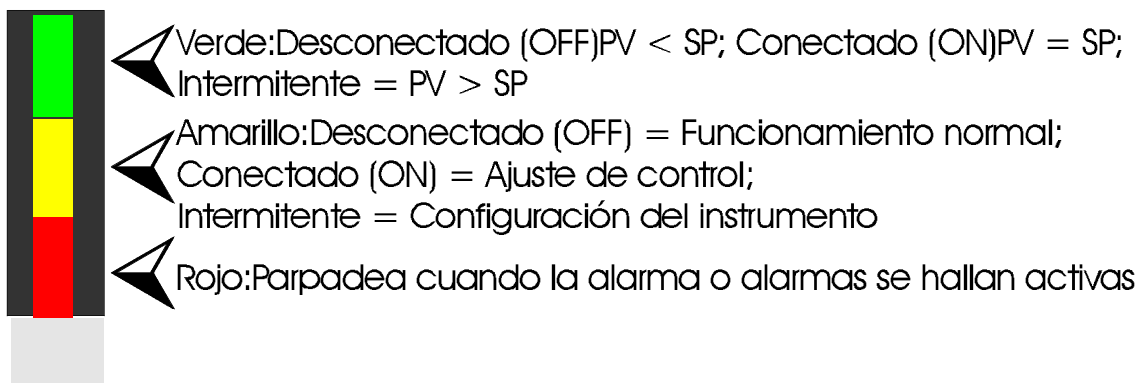 Verde:Desconectado (OFF)PV < SP; Conectado (ON)PV = SP;
Intermitente = PV > SP
Amarillo:Desconectado (OFF) = Funcionamiento normal;
Conectado (ON) = Ajuste de control;
Intermitente = Configuración del instrumento
Rojo:Parpadea cuando la alarma o alarmas se hallan activas